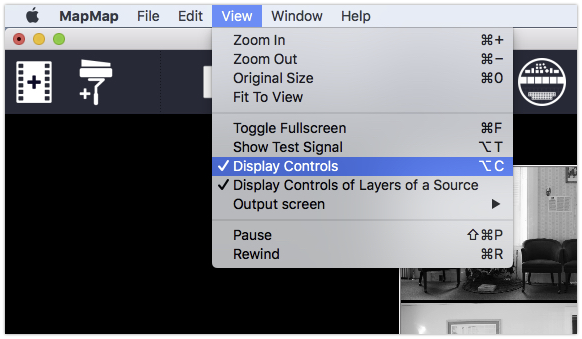 MapMap File Edit View Window Help
Zoom In ⌘+
Zoom Out ⌘−
Original Size ⌘0
Fit To View
Toggle Fullscreen ⌘F
Show Test Signal ⌥T
✓ Display Controls ⌥C
✓ Display Controls of Layers of a Source
Output screen ▶
Pause ⇧⌘P
Rewind ⌘R